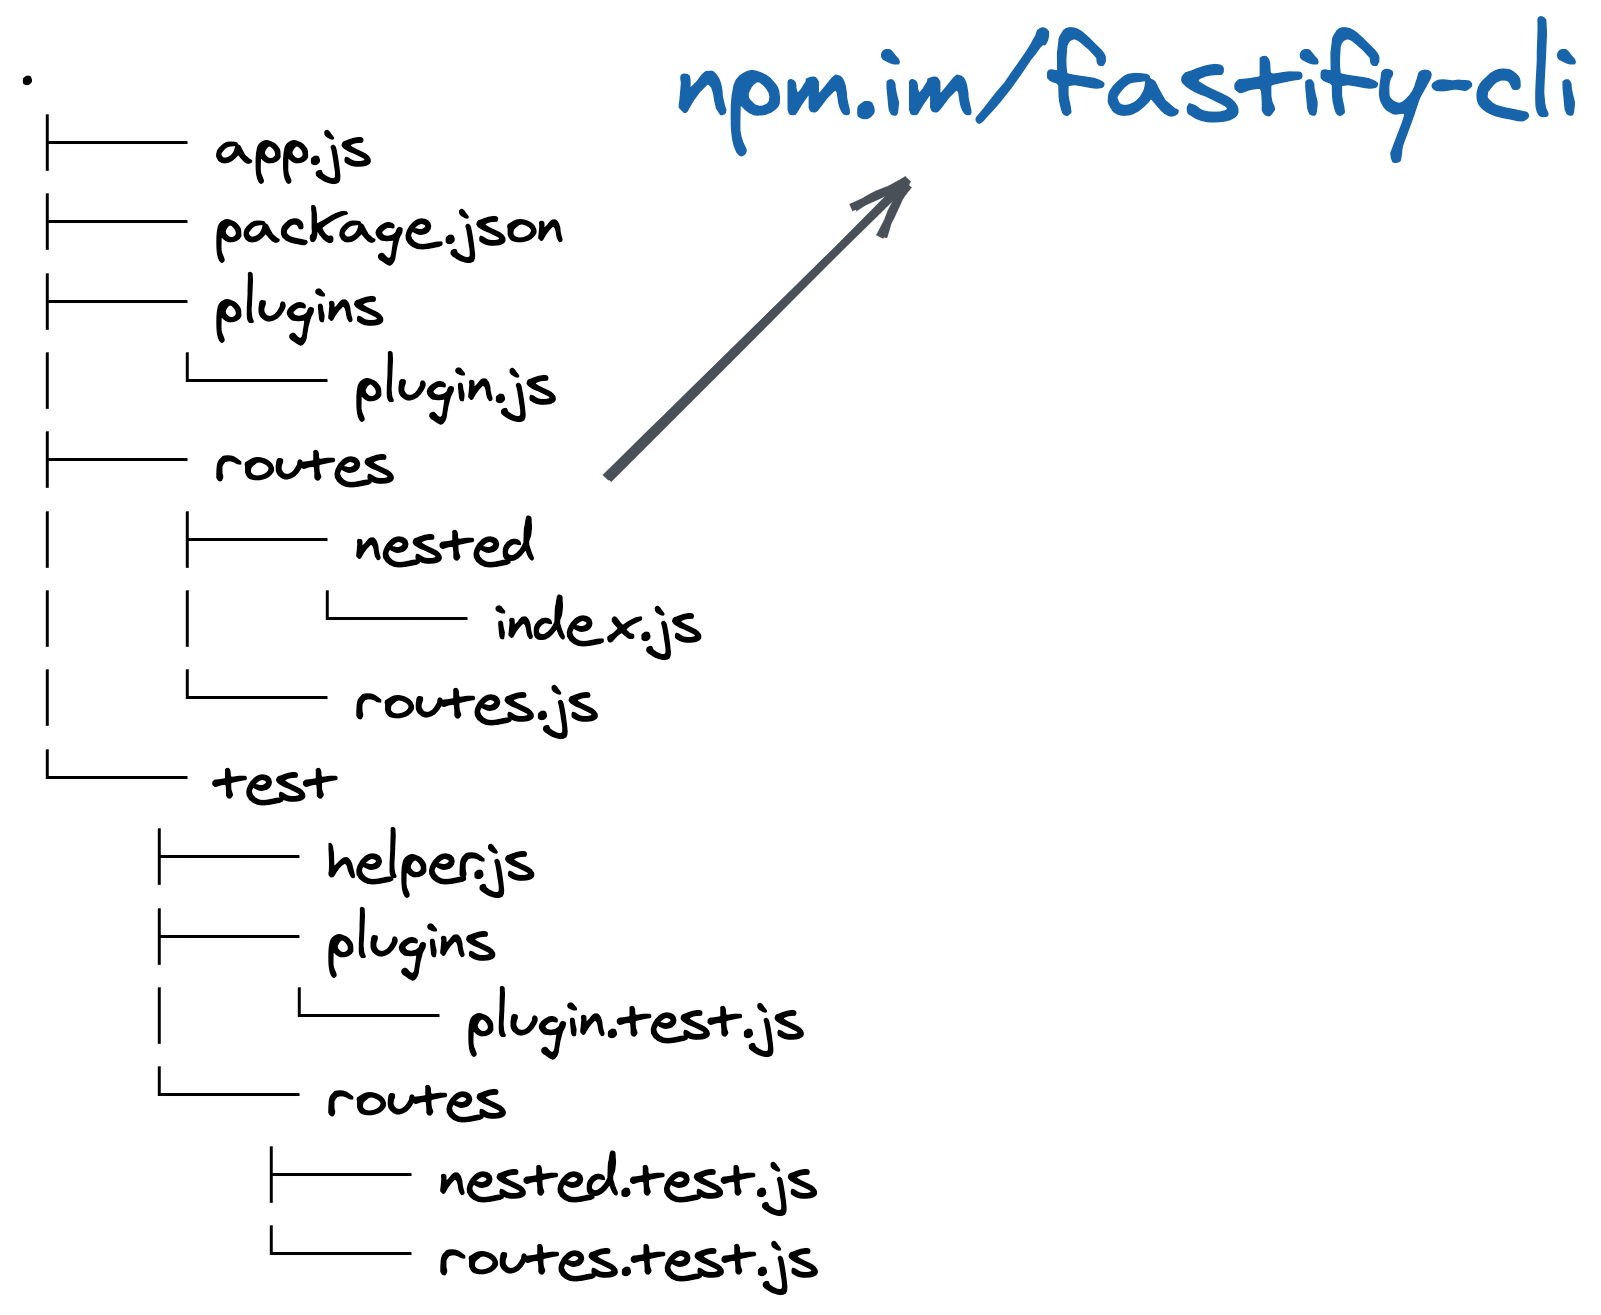 npm.im/fastify-cli
.
├── app.js
├── package.json
├── plugins
│   └── plugin.js
├── routes
│   ├── nested
│   │   └── index.js
│   └── routes.js
└── test
    ├── helper.js
    ├── plugins
    │   └── plugin.test.js
    └── routes
        ├── nested.test.js
        └── routes.test.js